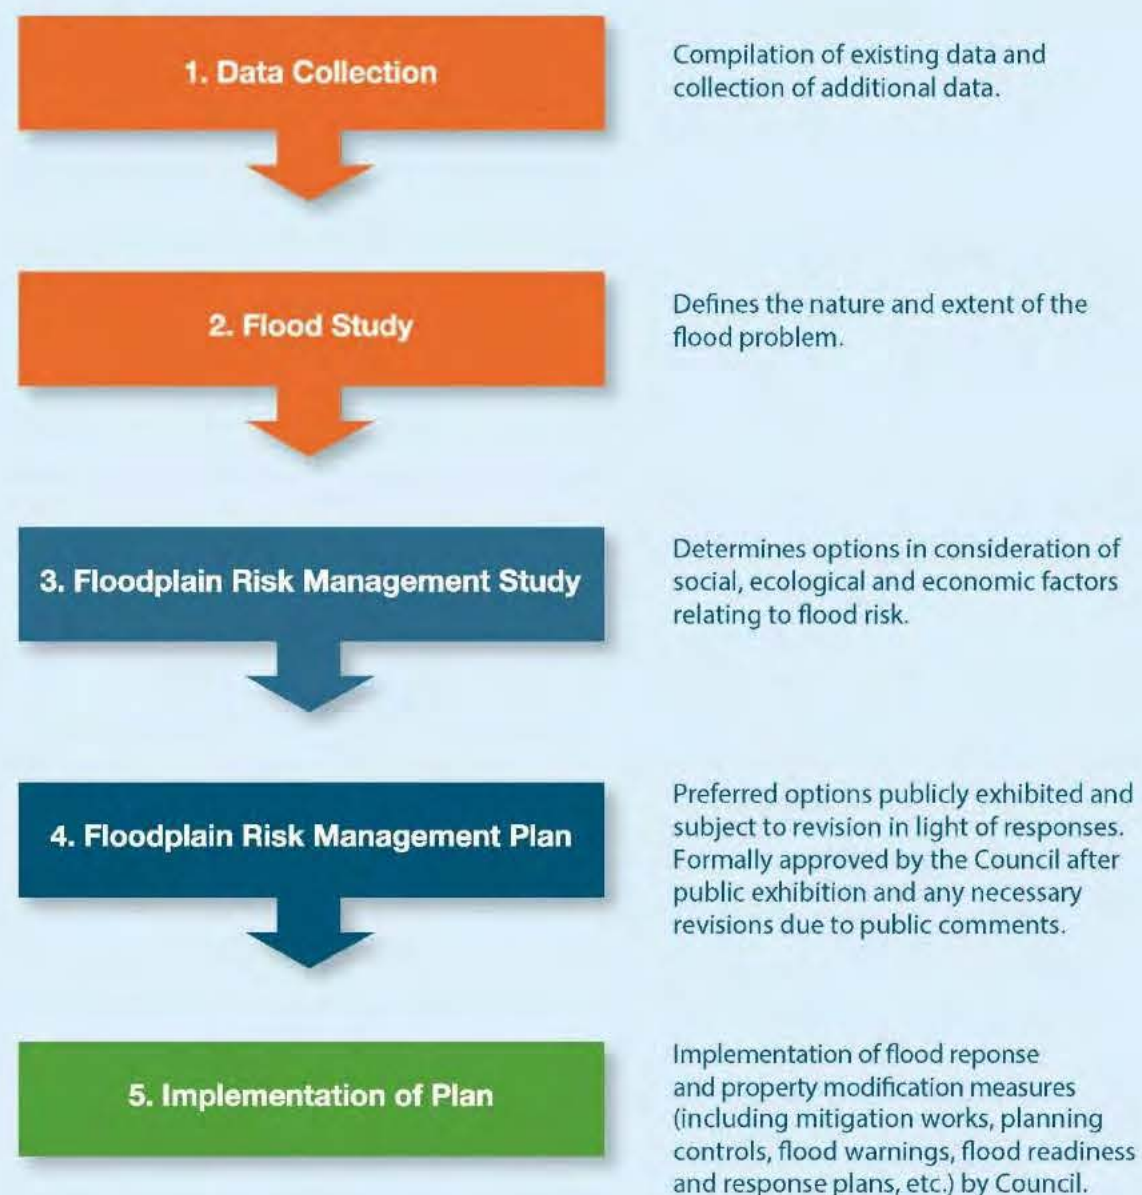 1. Data Collection
Compilation of existing data and
collection of additional data.
2. Flood Study
Defines the nature and extent of the
flood problem.
3. Floodplain Risk Management Study
Determines options in consideration of
social, ecological and economic factors
relating to flood risk.
4. Floodplain Risk Management Plan
Preferred options publicly exhibited and
subject to revision in light of responses.
Formally approved by the Council after
public exhibition and any necessary
revisions due to public comments.
5. Implementation of Plan
Implementation of flood reponse
and property modification measures
(including mitigation works, planning
controls, flood warnings, flood readiness
and response plans, etc.) by Council.